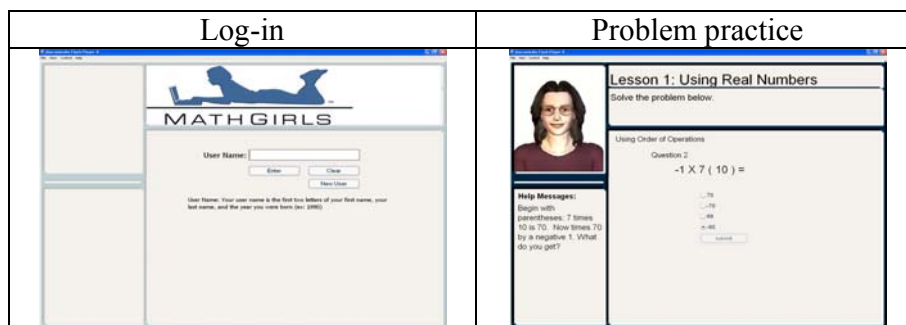 Log-in
Problem practice
MATHGIRLS
User Name:
Enter
Clear
New User
User Name: Your user name is the first two letters of your first name, your
last name, and the year you were born (ex: 1990)
Lesson 1: Using Real Numbers
Solve the problem below.
Using Order of Operations
Question 2
-1 X 7 ( 10 ) =
70
-70
submit
Help Messages:
Begin with
parentheses; 7 times
10 is 70. Now times 70
by a negative 1. What
do you get?